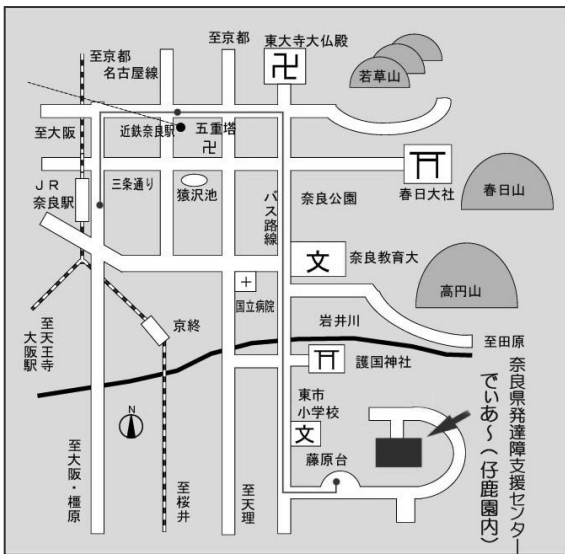 至京都
東大寺大仏殿
至京都
名古屋線
若草山
至大阪
近鉄奈良駅
五重塔
JR
奈良駅
三条通り
猿沢池
バス路線
奈良公園
春日大社
春日山
文
奈良教育大
国立病院
高円山
京終
岩井川
至田原
至天王寺
大阪駅
護国神社
東市
小学校
文
N
藤原台
奈良県発達障支援センター
でぃあ～(仔鹿園内)
至大阪・橿原
至桜井
至天理